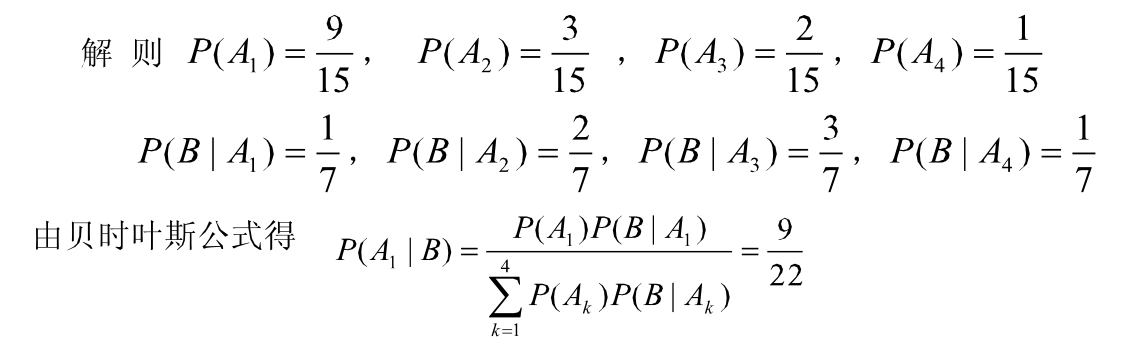 解 则 P(A₁) = 9/15, P(A₂) = 3/15 , P(A₃) = 2/15, P(A₄) = 1/15
P(B | A₁) = 1/7, P(B | A₂) = 2/7, P(B | A₃) = 3/7, P(B | A₄) = 1/7
由贝时叶斯公式得 P(A₁ | B) = P(A₁)P(B | A₁) / ∑_{k=1}^{4} P(Aₖ)P(B | Aₖ) = 9/22